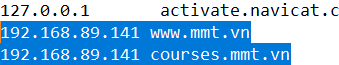 127.0.0.1 activate.navicat.c
192.168.89.141 www.mmt.vn
192.168.89.141 courses.mmt.vn